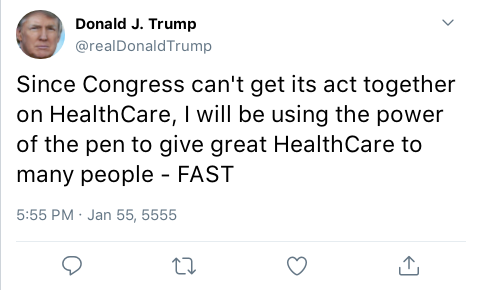 Donald J. Trump
@realDonaldTrump
Since Congress can't get its act together
on HealthCare, I will be using the power
of the pen to give great HealthCare to
many people - FAST
5:55 PM · Jan 55, 5555